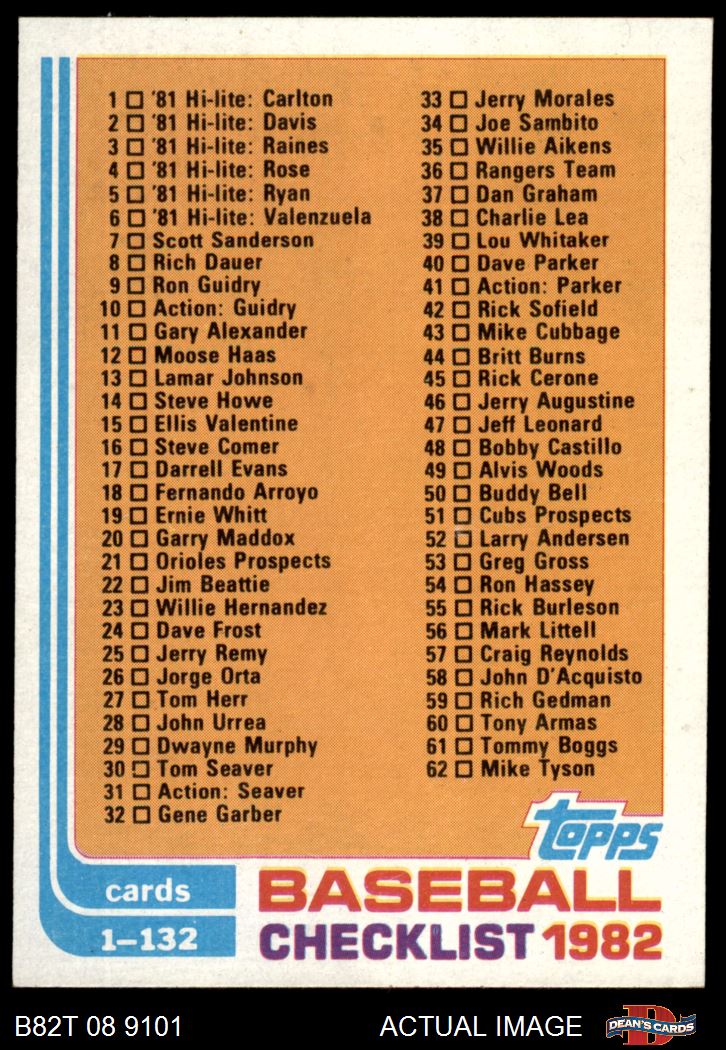 1 □ '81 Hi-lite: Carlton
2 □ '81 Hi-lite: Davis
3 □ '81 Hi-lite: Raines
4 □ '81 Hi-lite: Rose
5 □ '81 Hi-lite: Ryan
6 □ '81 Hi-lite: Valenzuela
7 □ Scott Sanderson
8 □ Rich Dauer
9 □ Ron Guidry
10 □ Action: Guidry
11 □ Gary Alexander
12 □ Moose Haas
13 □ Lamar Johnson
14 □ Steve Howe
15 □ Ellis Valentine
16 □ Steve Comer
17 □ Darrell Evans
18 □ Fernando Arroyo
19 □ Ernie Whitt
20 □ Garry Maddox
21 □ Orioles Prospects
22 □ Jim Beattie
23 □ Willie Hernandez
24 □ Dave Frost
25 □ Jerry Remy
26 □ Jorge Orta
27 □ Tom Herr
28 □ John Urrea
29 □ Dwayne Murphy
30 □ Tom Seaver
31 □ Action: Seaver
32 □ Gene Garber
33 □ Jerry Morales
34 □ Joe Sambito
35 □ Willie Aikens
36 □ Rangers Team
37 □ Dan Graham
38 □ Charlie Lea
39 □ Lou Whitaker
40 □ Dave Parker
41 □ Action: Parker
42 □ Rick Sofield
43 □ Mike Cubbage
44 □ Britt Burns
45 □ Rick Cerone
46 □ Jerry Augustine
47 □ Jeff Leonard
48 □ Bobby Castillo
49 □ Alvis Woods
50 □ Buddy Bell
51 □ Cubs Prospects
52 □ Larry Andersen
53 □ Greg Gross
54 □ Ron Hassey
55 □ Rick Burleson
56 □ Mark Littell
57 □ Craig Reynolds
58 □ John D'Acquisto
59 □ Rich Gedman
60 □ Tony Armas
61 □ Tommy Boggs
62 □ Mike Tyson
topps
cards
1–132
BASEBALL
CHECKLIST 1982
B82T 08 9101
ACTUAL IMAGE
D
DEAN'S CARDS